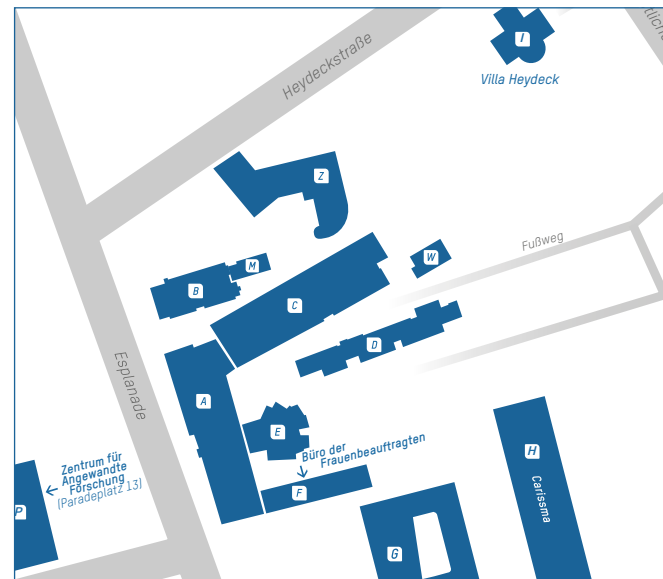 I
Villa Heydeck
Heydeckstraße
Z
Fußweg
W
M
B
C
D
Esplanade
A
E
Büro der
Frauenbeauftragten
F
Zentrum für
Angewandte
Forschung
(Paradeplatz 13)
P
H
Carissma
G